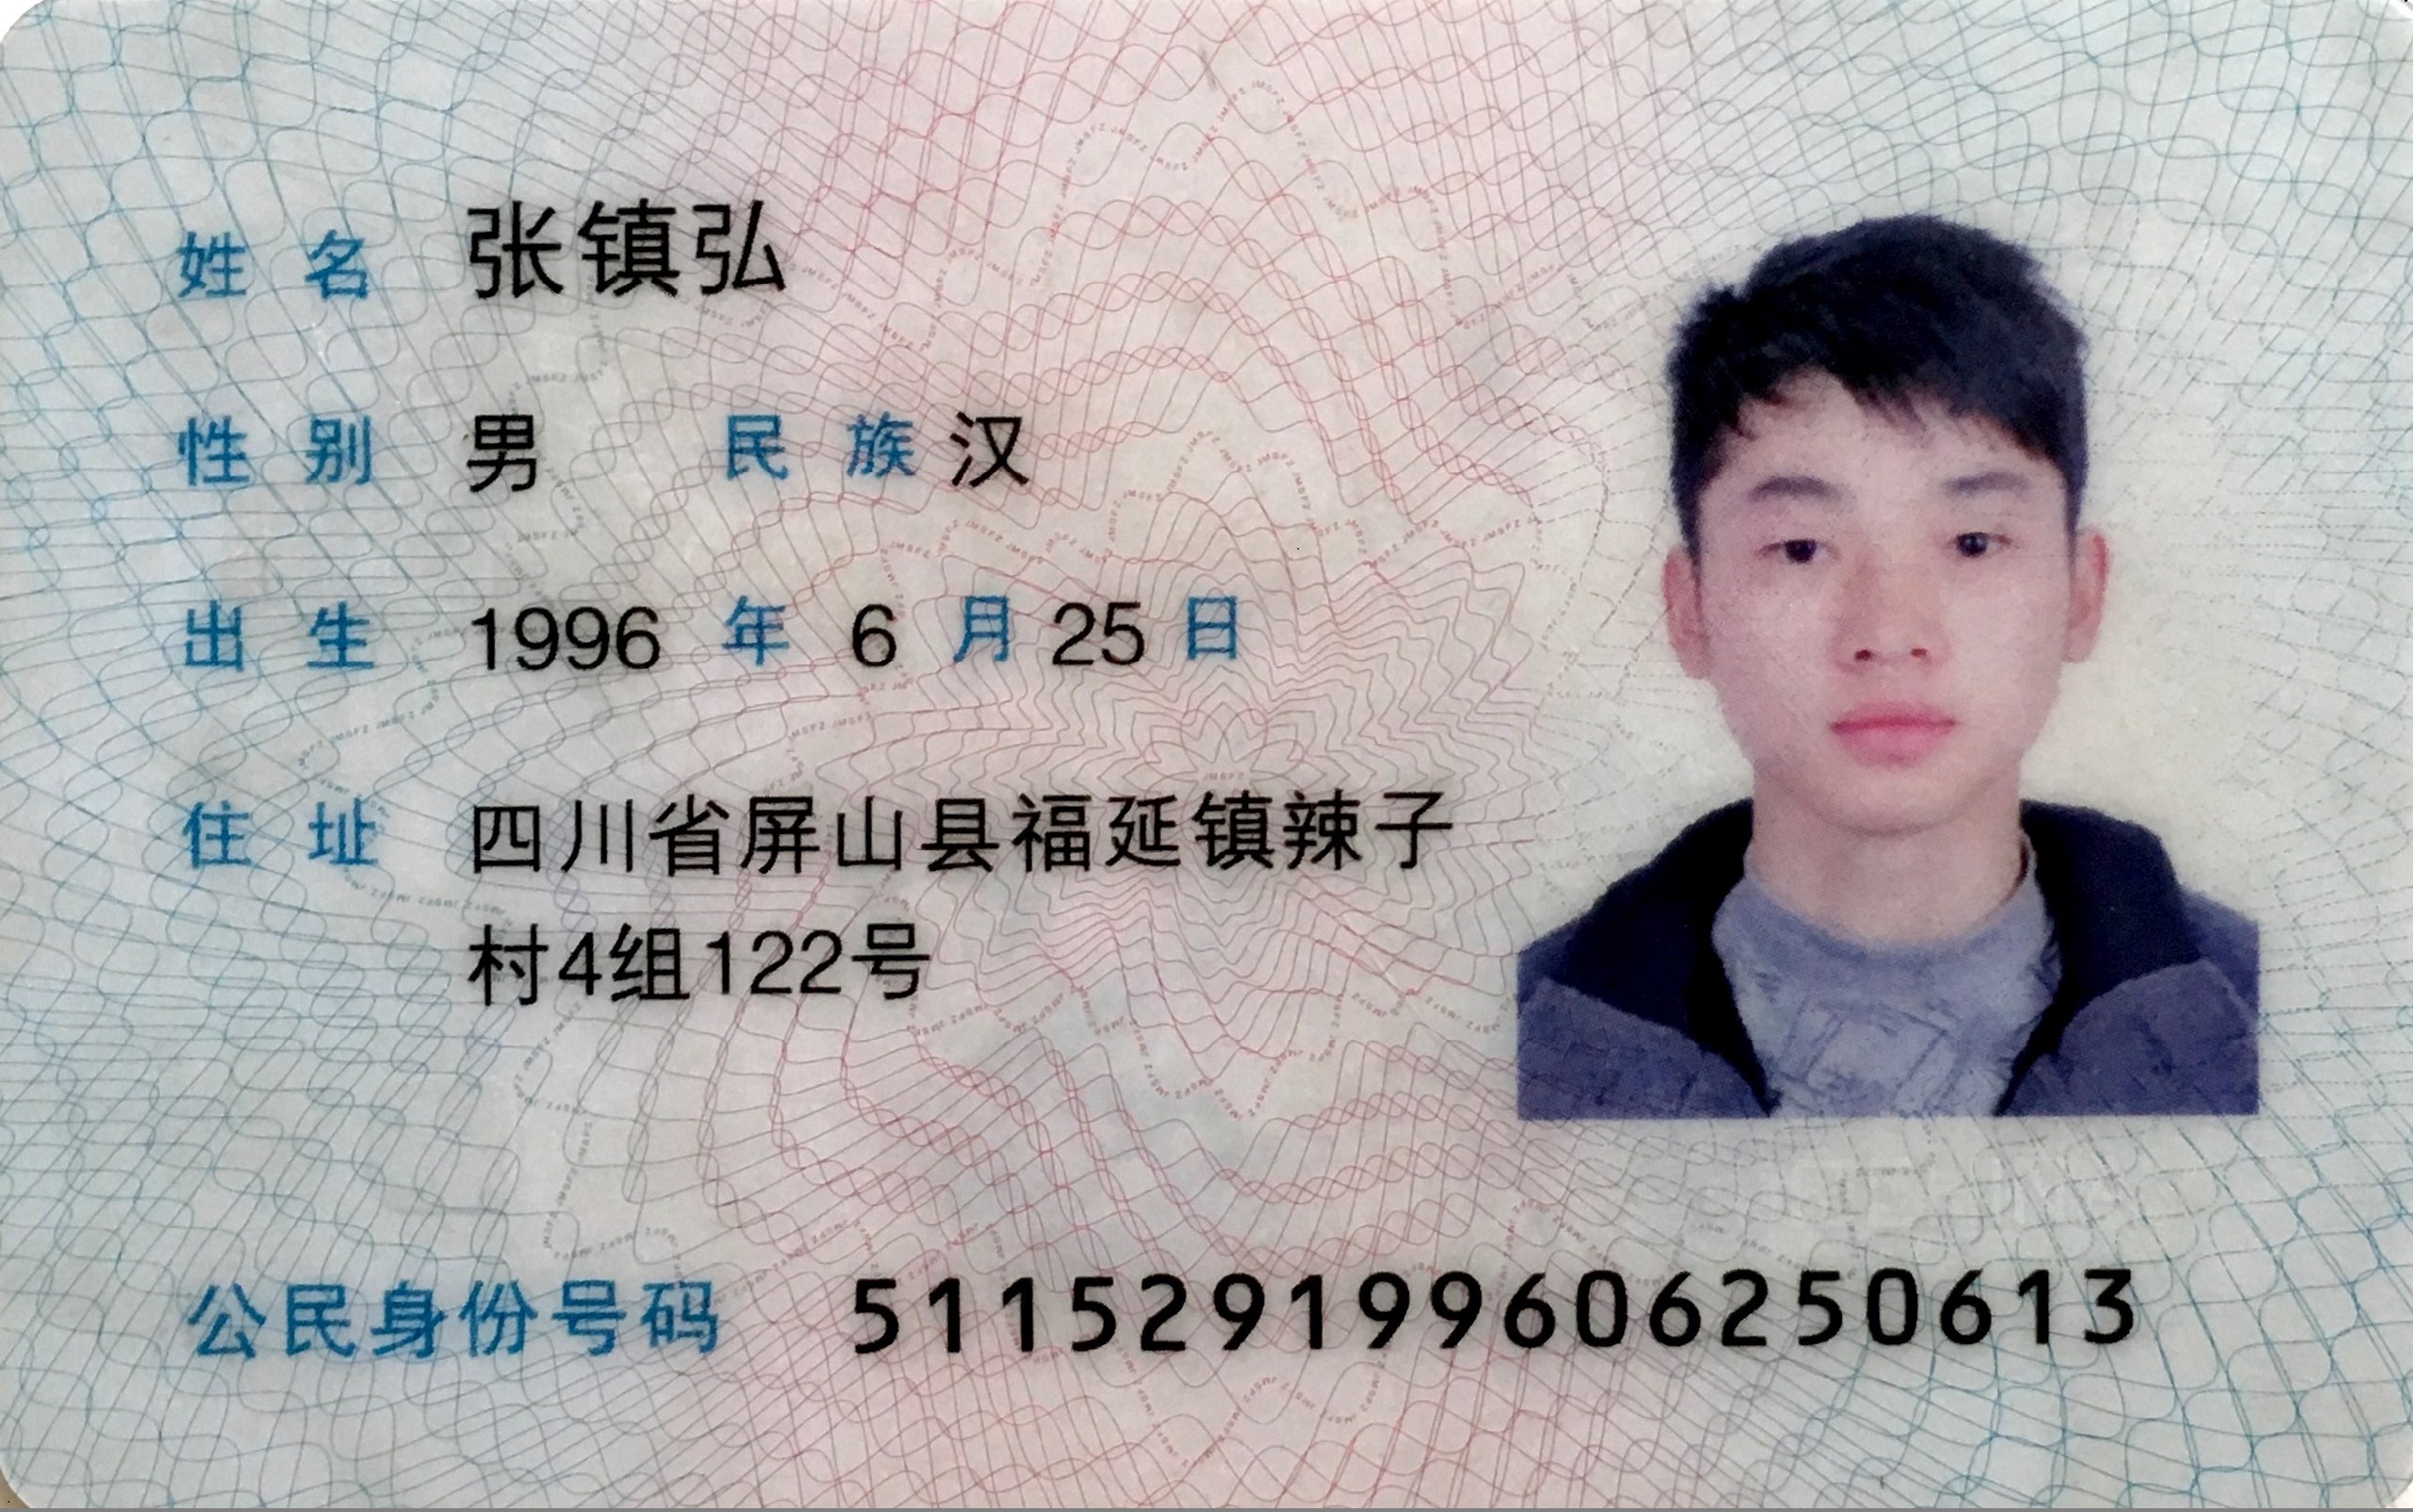 姓名 张镇弘
性别 男 民族 汉
出生 1996 年 6 月 25 日
住址 四川省屏山县福延镇辣子
村4组122号
公民身份号码 511529199606250613